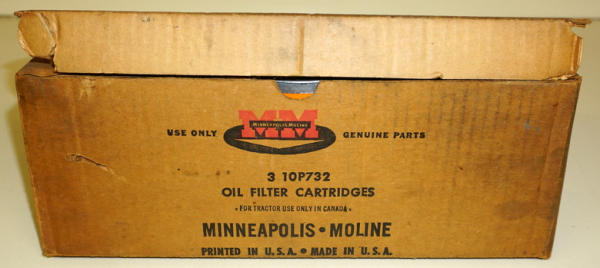 MM
MINNEAPOLIS-MOLINE
USE ONLY GENUINE PARTS
3 10P732
OIL FILTER CARTRIDGES
• FOR TRACTOR USE ONLY IN CANADA •
MINNEAPOLIS • MOLINE
PRINTED IN U.S.A. • MADE IN U.S.A.